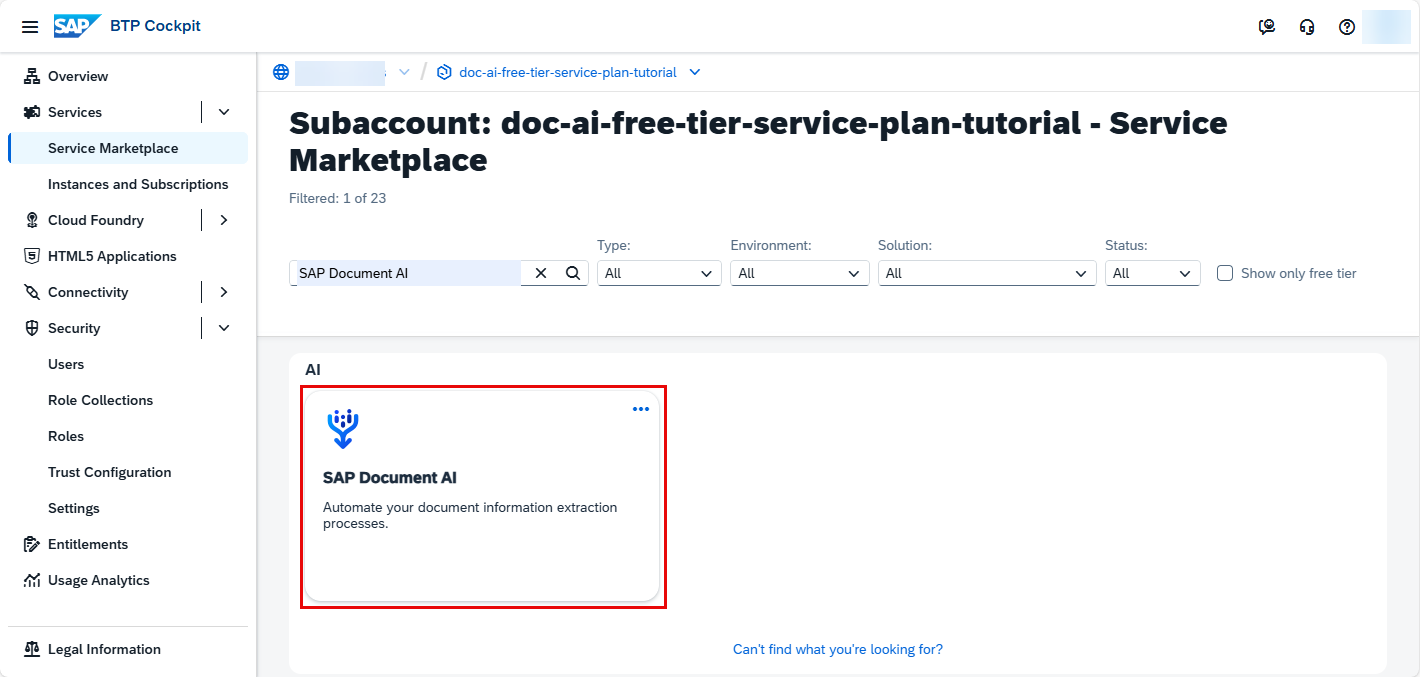 SAP BTP Cockpit
Overview
Services
Service Marketplace
Instances and Subscriptions
Cloud Foundry
HTML5 Applications
Connectivity
Security
Users
Role Collections
Roles
Trust Configuration
Settings
Entitlements
Usage Analytics
Legal Information
/ doc-ai-free-tier-service-plan-tutorial
Subaccount: doc-ai-free-tier-service-plan-tutorial - Service
Marketplace
Filtered: 1 of 23
Type: Environment: Solution: Status:
SAP Document AI All All All All Show only free tier
AI
SAP Document AI
Automate your document information extraction
processes.
Can't find what you're looking for?